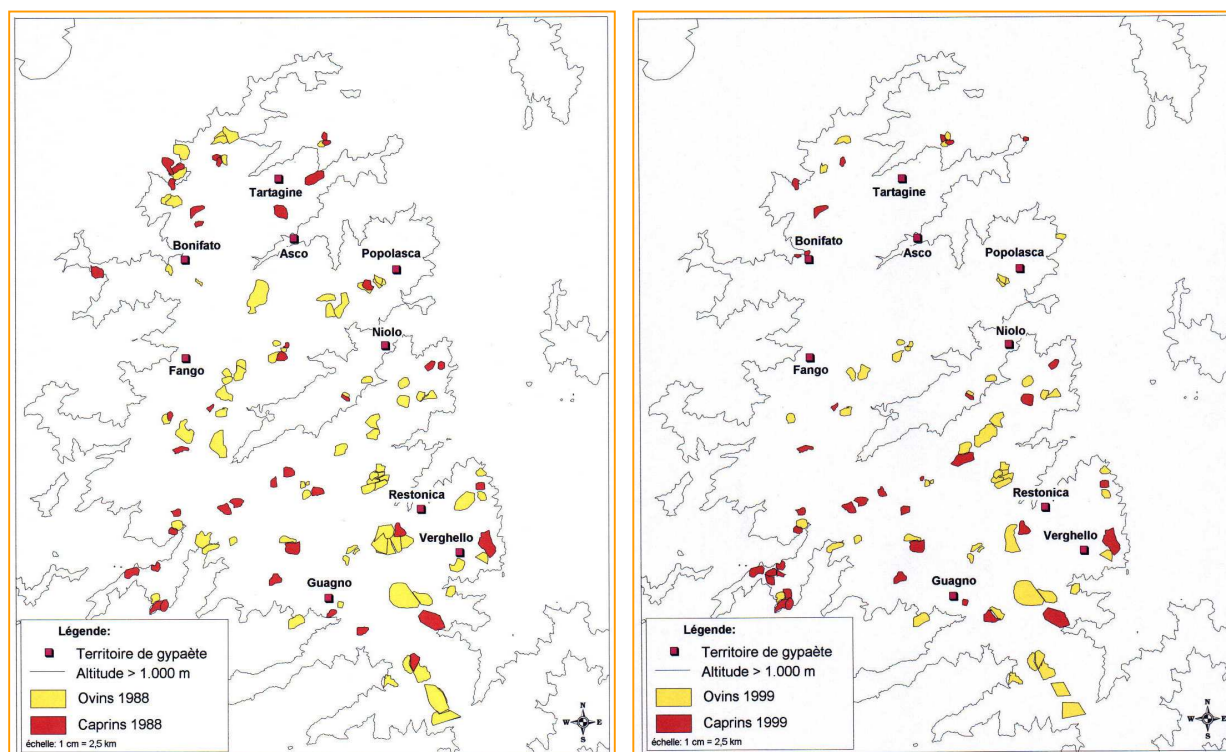 Tartagine
Bonifato
Asco
Popolasca
Niolo
Fango
Restonica
Verghello
Guagno
Légende:
Territoire de gypaète
Altitude > 1.000 m
Ovins 1988
Caprins 1988
échelle: 1 cm = 2,5 km
N
W E
S
Tartagine
Bonifato
Asco
Popolasca
Niolo
Fango
Restonica
Verghello
Guagno
Légende:
Territoire de gypaète
Altitude > 1.000 m
Ovins 1999
Caprins 1999
échelle: 1 cm = 2,5 km
N
W E
S